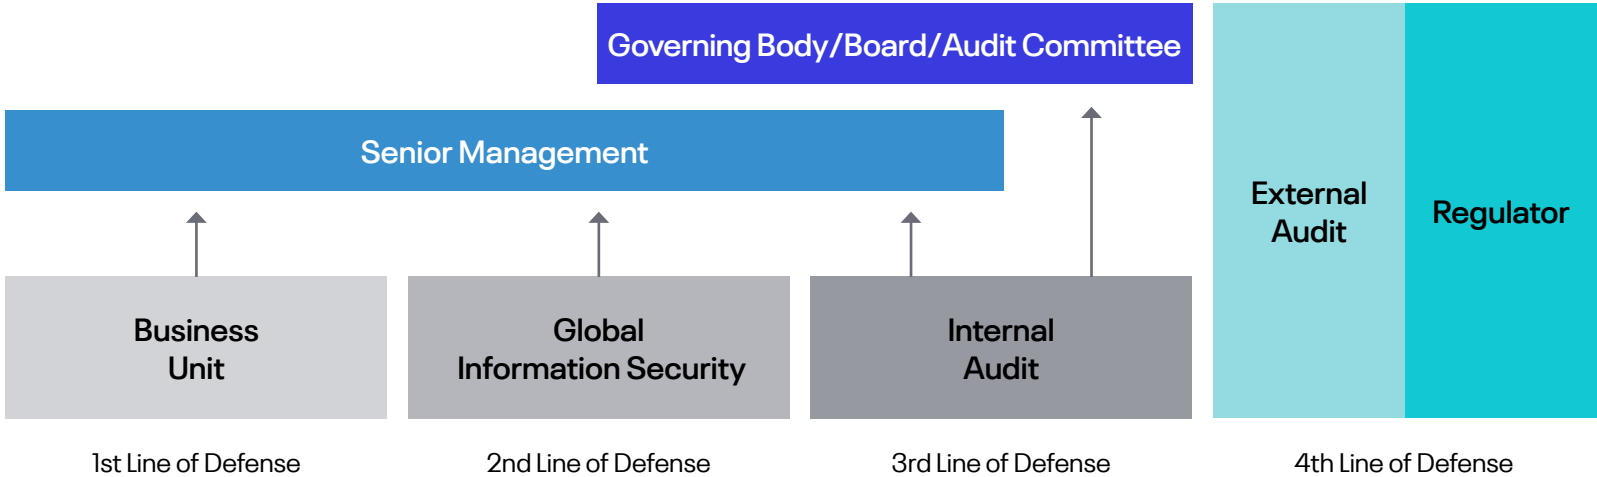 Governing Body/Board/Audit Committee
Senior Management
Business
Unit
Global
Information Security
Internal
Audit
External
Audit
Regulator
1st Line of Defense
2nd Line of Defense
3rd Line of Defense
4th Line of Defense